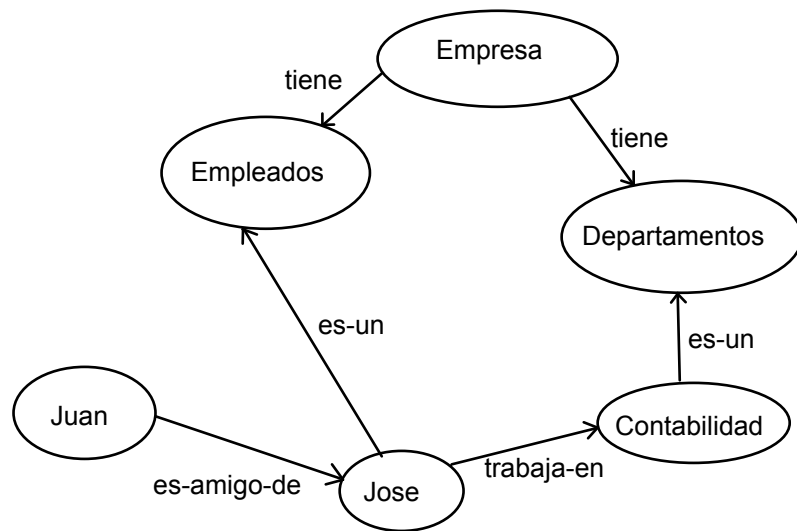 Empresa
tiene
Empleados
tiene
Departamentos
es-un
es-un
Juan
Contabilidad
es-amigo-de
Jose
trabaja-en